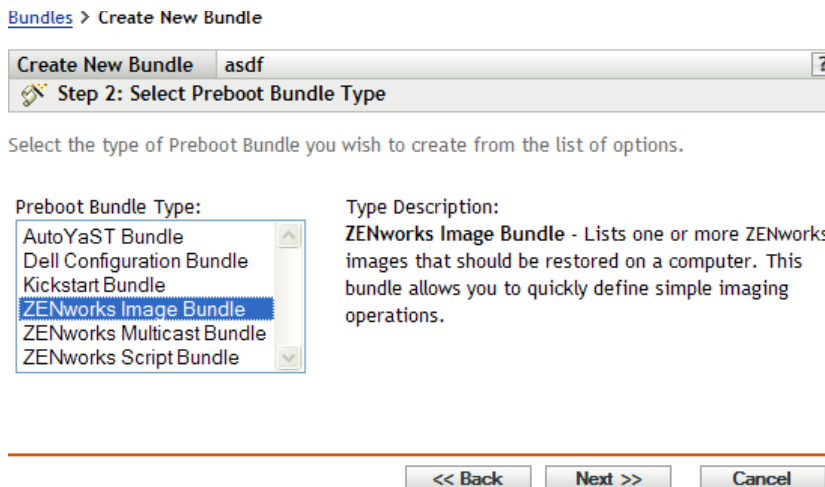 Bundles > Create New Bundle
Create New Bundle asdf ?
Step 2: Select Preboot Bundle Type
Select the type of Preboot Bundle you wish to create from the list of options.
Preboot Bundle Type:
AutoYaST Bundle
Dell Configuration Bundle
Kickstart Bundle
ZENworks Image Bundle
ZENworks Multicast Bundle
ZENworks Script Bundle
Type Description:
ZENworks Image Bundle - Lists one or more ZENworks
images that should be restored on a computer. This
bundle allows you to quickly define simple imaging
operations.
<< Back Next >> Cancel